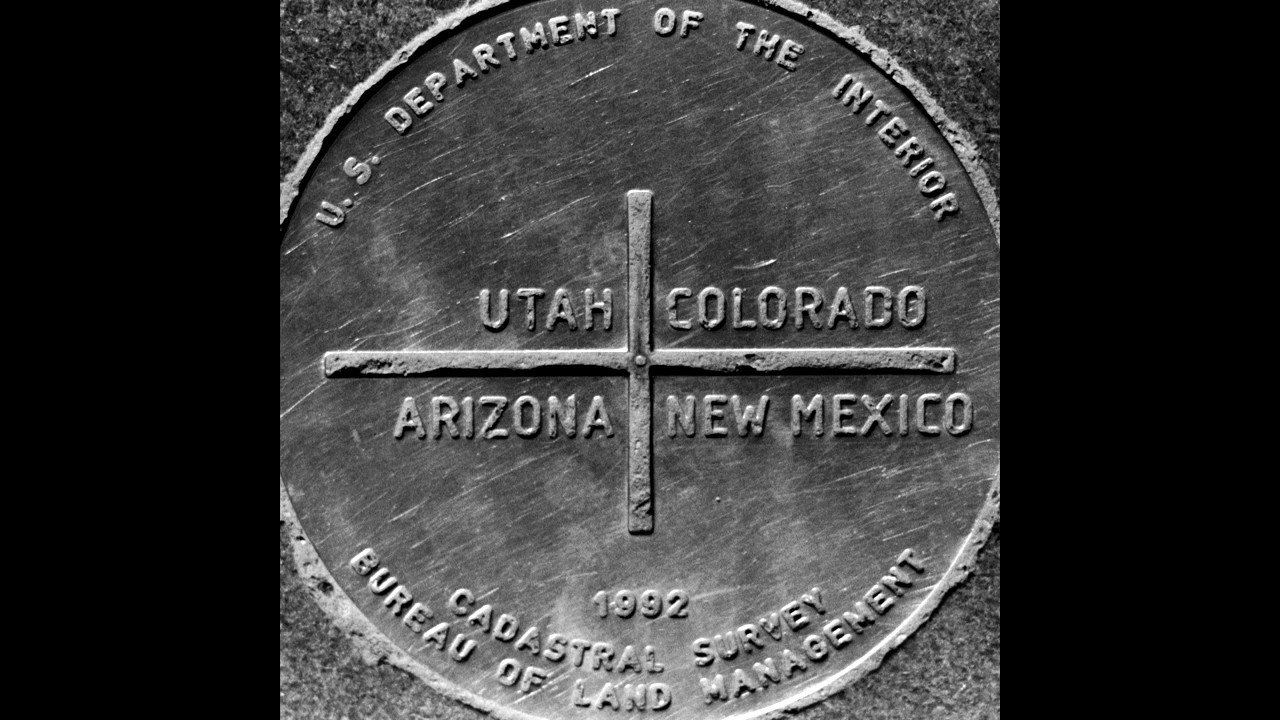 U. S. DEPARTMENT OF THE INTERIOR
UTAH COLORADO
ARIZONA NEW MEXICO
1992
CADASTRAL SURVEY
BUREAU OF LAND MANAGEMENT